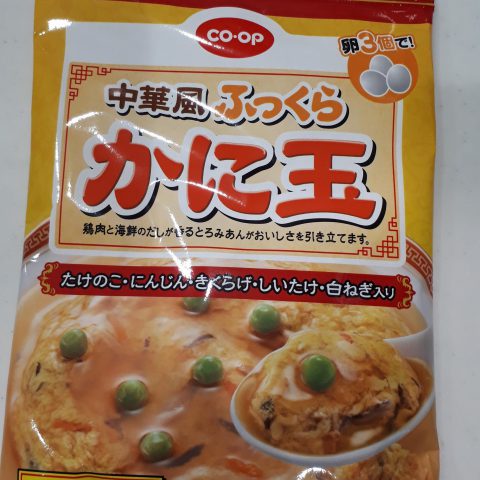 CO·OP
卵3個で!
中華風 ふっくら
かに玉
鶏肉と海鮮のだしが香るとろみあんがおいしさを引き立てます。
たけのこ・にんじん・きくらげ・しいたけ・白ねぎ入り